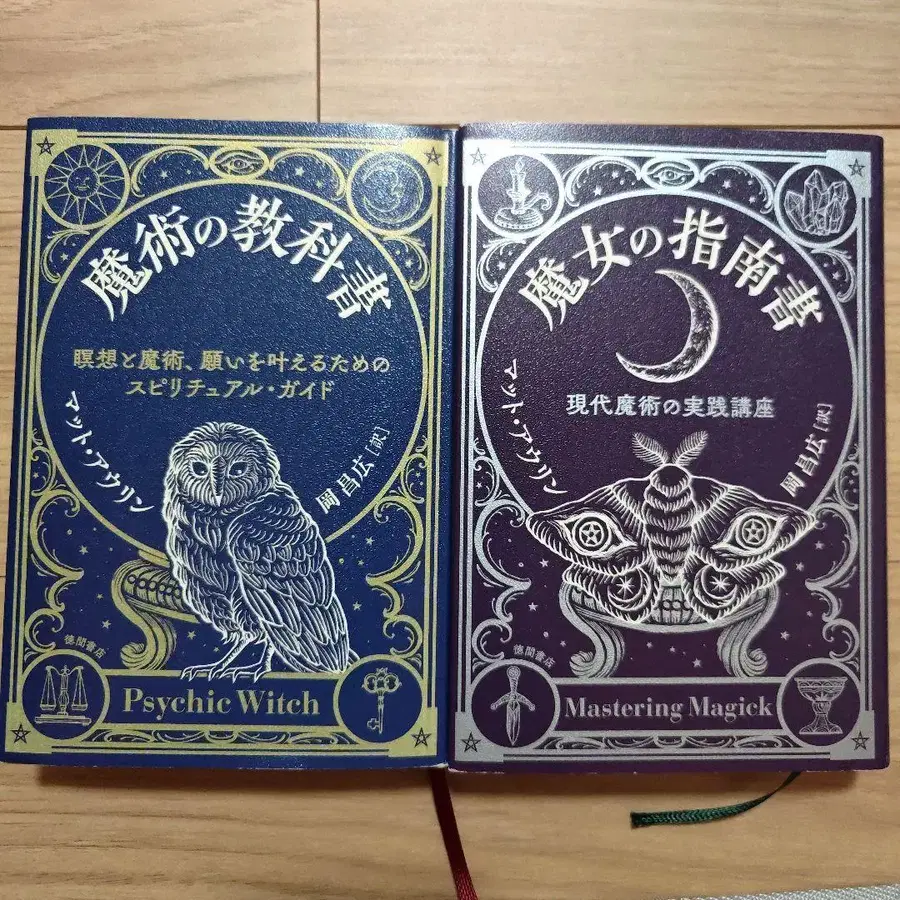 魔術の教科書
瞑想と魔術、願いを叶えるための
スピリチュアル・ガイド
マット・アウリン
岡 昌広[訳]
徳間書店
Psychic Witch
魔女の指南書
現代魔術の実践講座
マット・アウリン
岡 昌広[訳]
徳間書店
Mastering Magick